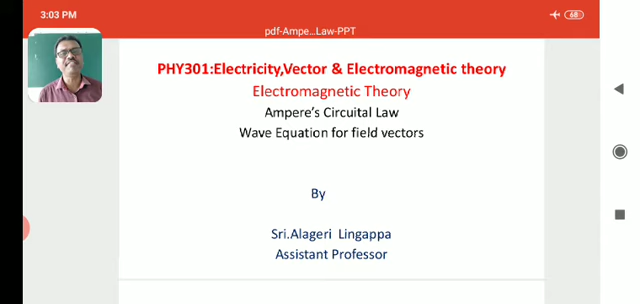 3:03 PM
68
pdf-Ampe...Law-PPT
PHY301:Electricity,Vector & Electromagnetic theory
Electromagnetic Theory
Ampere's Circuital Law
Wave Equation for field vectors
By
Sri.Alageri Lingappa
Assistant Professor